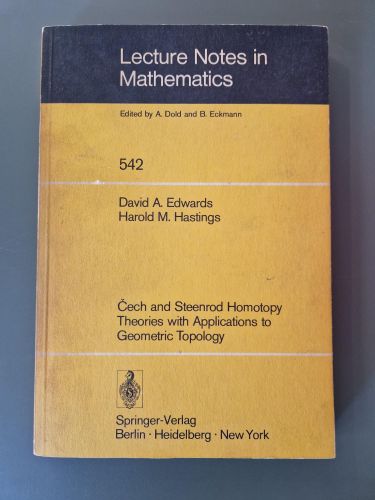 Lecture Notes in
Mathematics
Edited by A. Dold and B. Eckmann
542
David A. Edwards
Harold M. Hastings
Čech and Steenrod Homotopy
Theories with Applications to
Geometric Topology
Springer-Verlag
Berlin · Heidelberg · New York